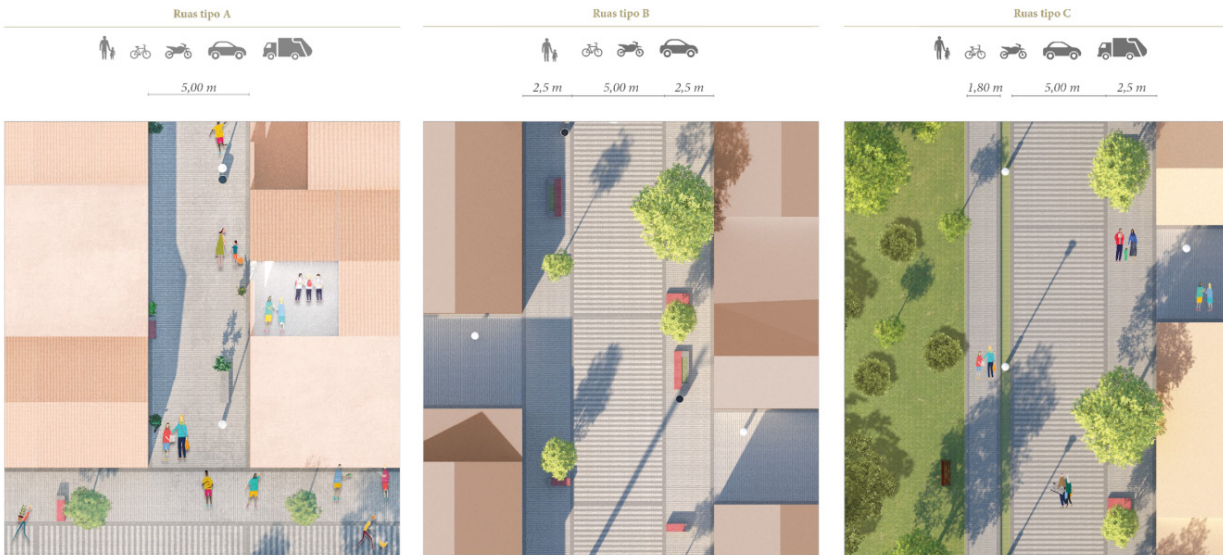 Ruas tipo A
5,00 m
Ruas tipo B
2,5 m 5,00 m 2,5 m
Ruas tipo C
1,80 m 5,00 m 2,5 m